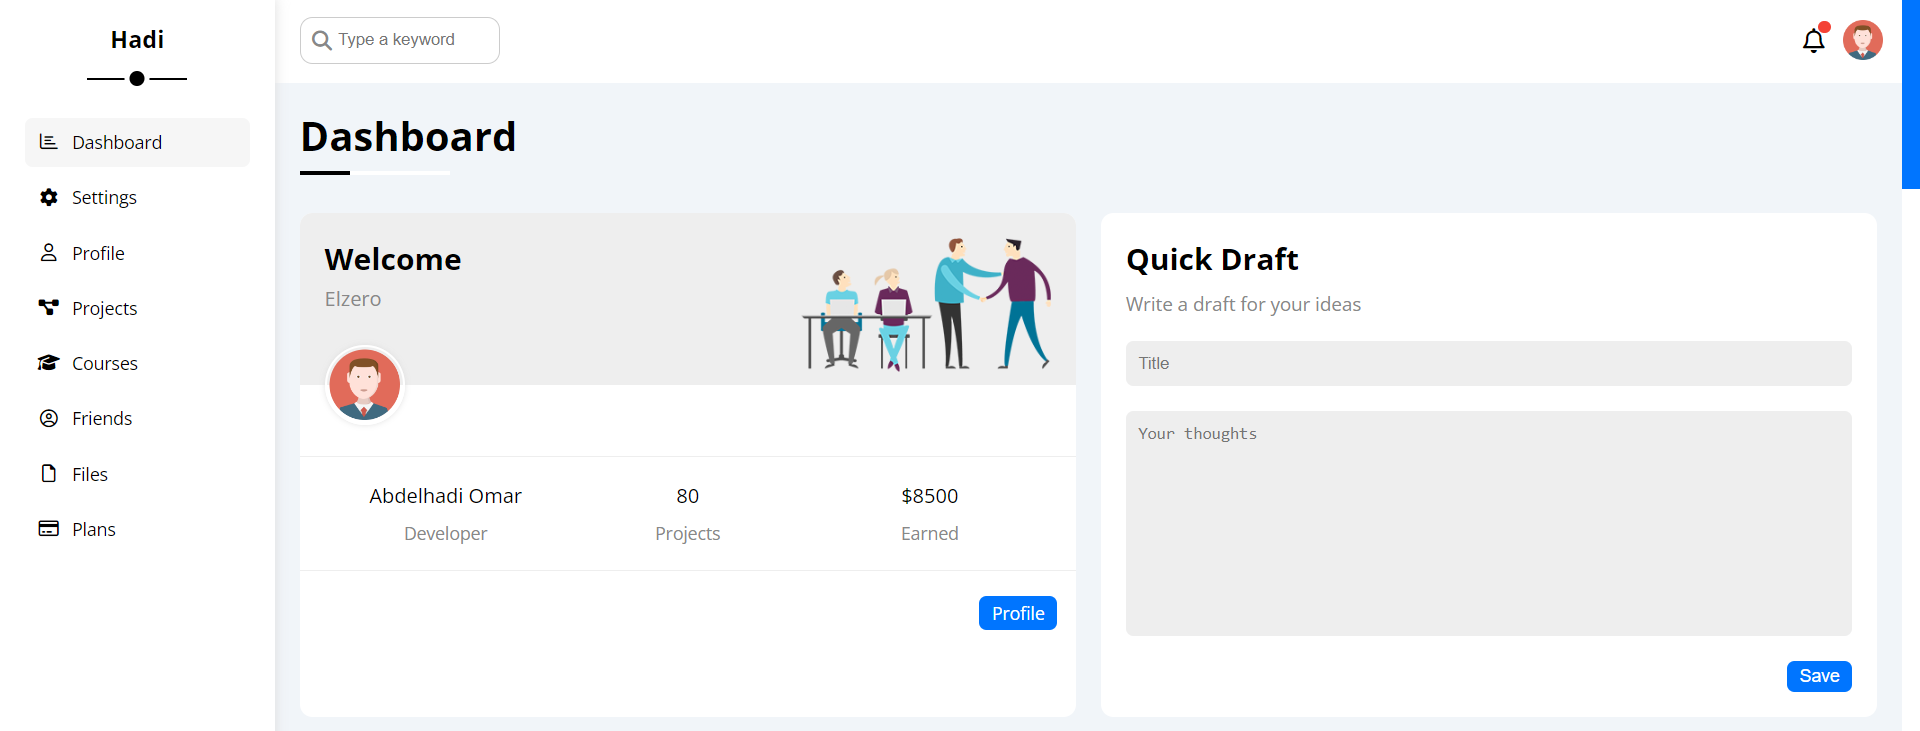 Hadi
Dashboard
Settings
Profile
Projects
Courses
Friends
Files
Plans
Type a keyword
Dashboard
Welcome
Elzero
Abdelhadi Omar
Developer
80
Projects
$8500
Earned
Profile
Quick Draft
Write a draft for your ideas
Title
Your thoughts
Save